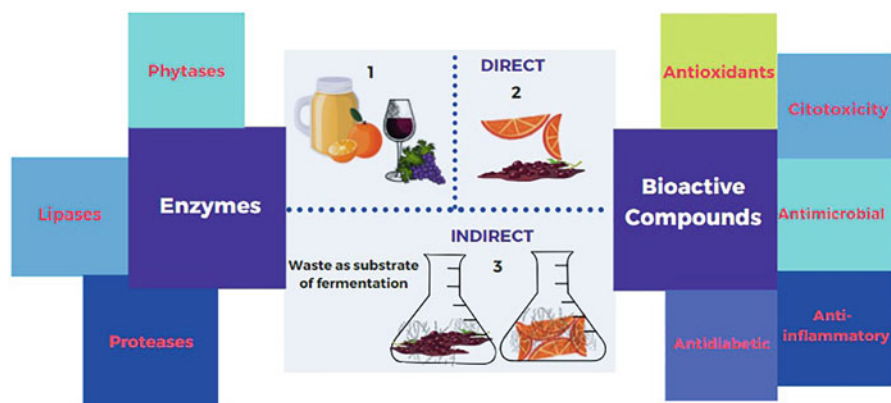 Phytases
Lipases
Enzymes
Proteases
1
DIRECT
2
INDIRECT
Waste as substrate
of fermentation
3
Antioxidants
Citotoxicity
Bioactive
Compounds
Antimicrobial
Antidiabetic
Anti-
inflammatory